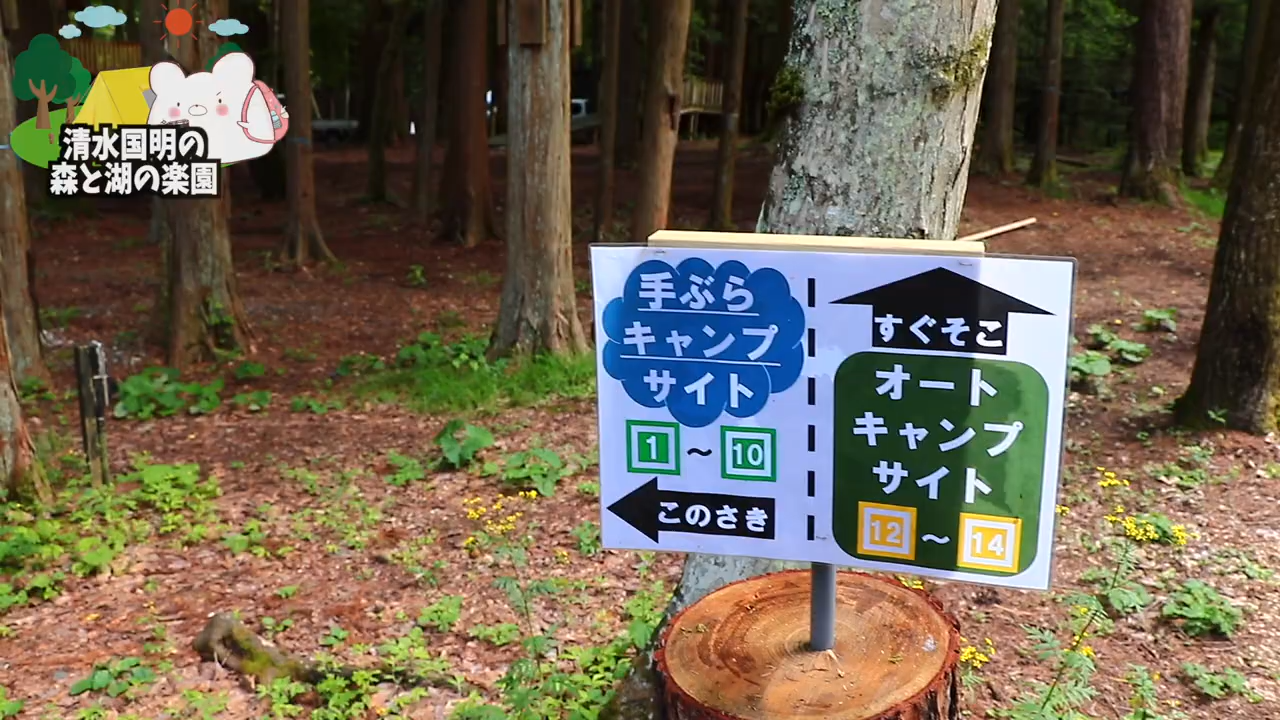 清水国明の
森と湖の楽園
手ぶら
キャンプ
サイト
1～10
このさき
すぐそこ
オート
キャンプ
サイト
12～14